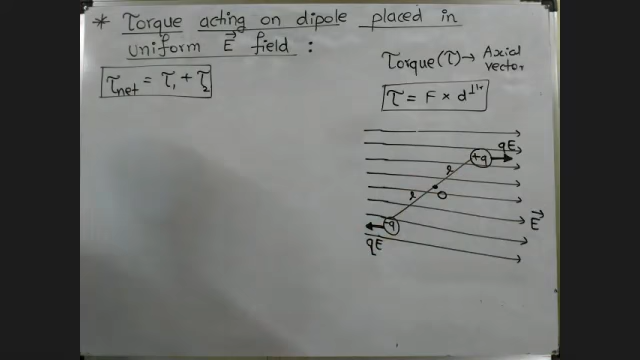 * Torque acting on dipole placed in
uniform E⃗ field :
τnet = τ1 + τ2
Torque(τ) → Axial
vector
τ = F × d⊥r
qE
+q
l
l
O
-q
qE
E⃗